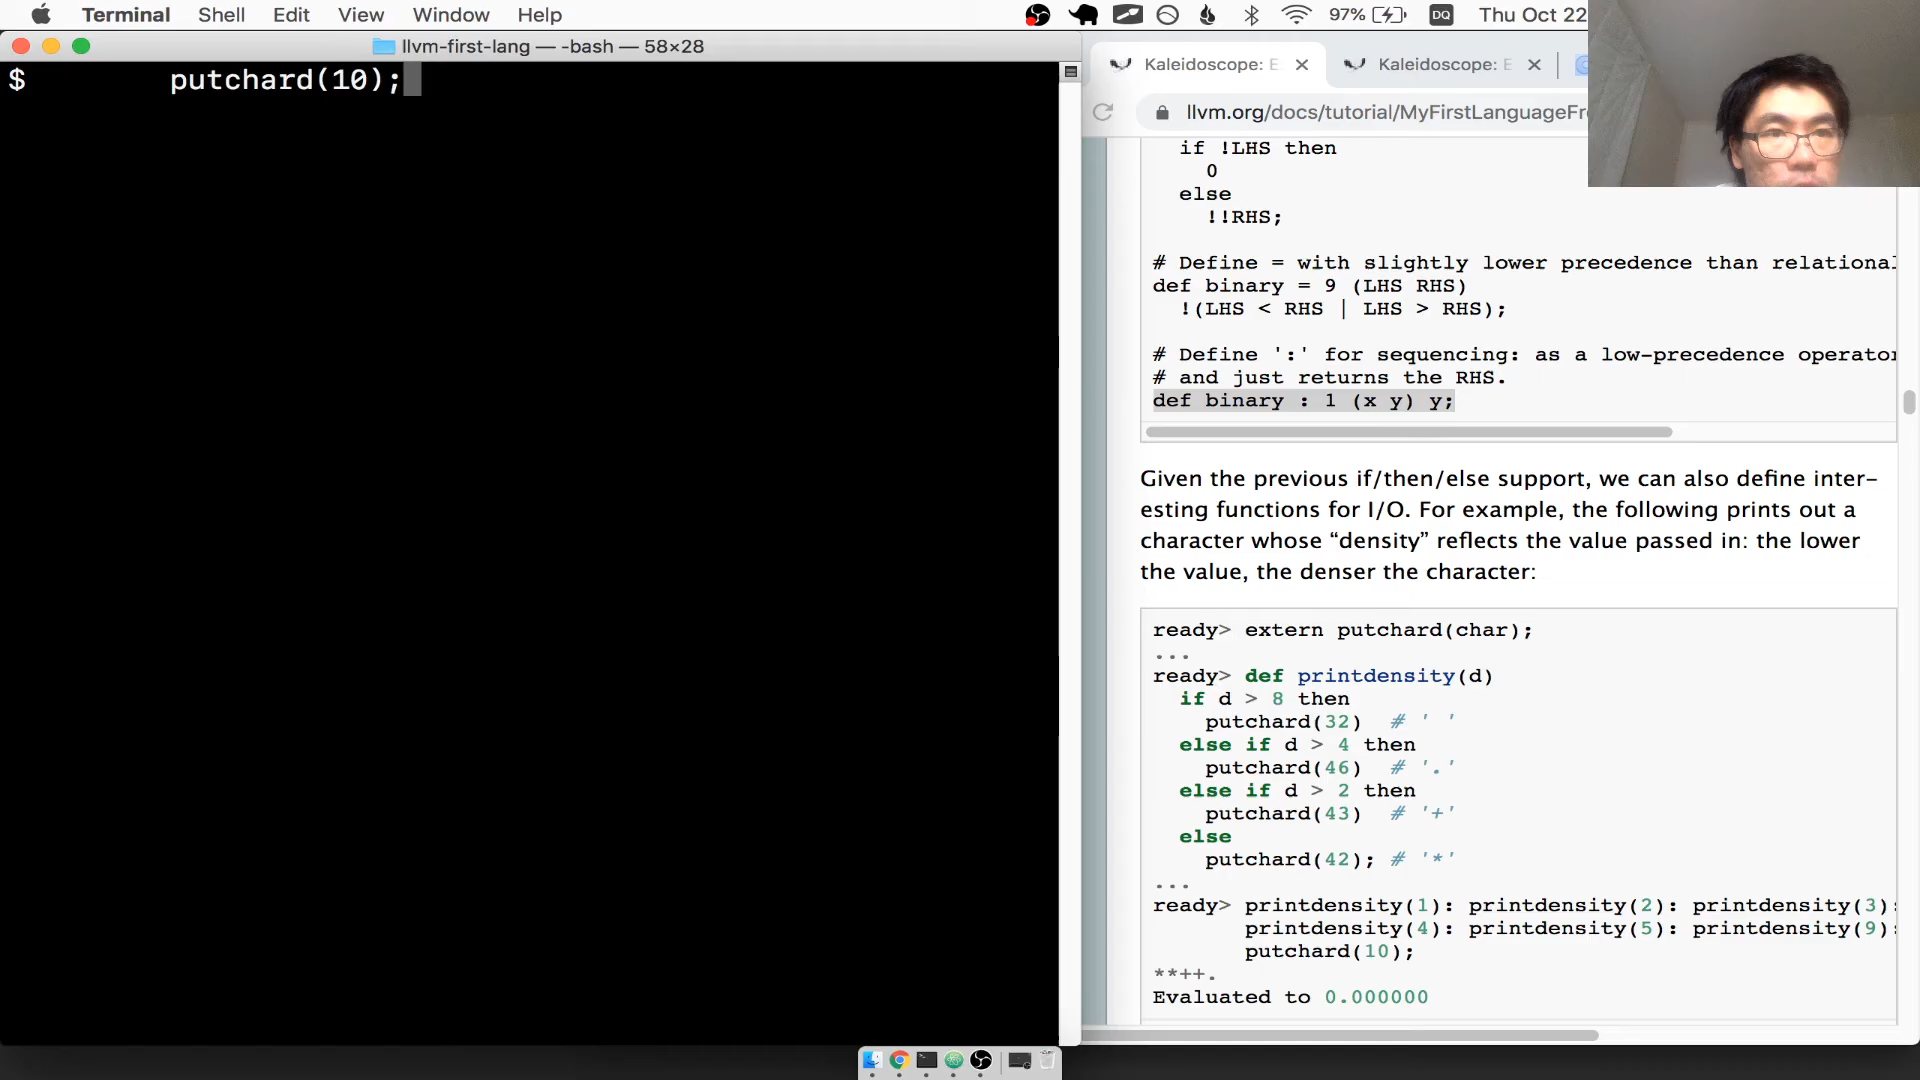 Terminal Shell Edit View Window Help 97% DQ Thu Oct 22
llvm-first-lang — -bash — 58×28
$ putchard(10);
Kaleidoscope: E Kaleidoscope: E
llvm.org/docs/tutorial/MyFirstLanguageFr
if !LHS then
0
else
!!RHS;
# Define = with slightly lower precedence than relational
def binary = 9 (LHS RHS)
!(LHS < RHS | LHS > RHS);
# Define ':' for sequencing: as a low-precedence operator
# and just returns the RHS.
def binary : 1 (x y) y;
Given the previous if/then/else support, we can also define inter-
esting functions for I/O. For example, the following prints out a
character whose “density” reflects the value passed in: the lower
the value, the denser the character:
ready> extern putchard(char);
...
ready> def printdensity(d)
if d > 8 then
putchard(32) # ' '
else if d > 4 then
putchard(46) # '.'
else if d > 2 then
putchard(43) # '+'
else
putchard(42); # '*'
...
ready> printdensity(1): printdensity(2): printdensity(3):
printdensity(4): printdensity(5): printdensity(9):
putchard(10);
**++.
Evaluated to 0.000000